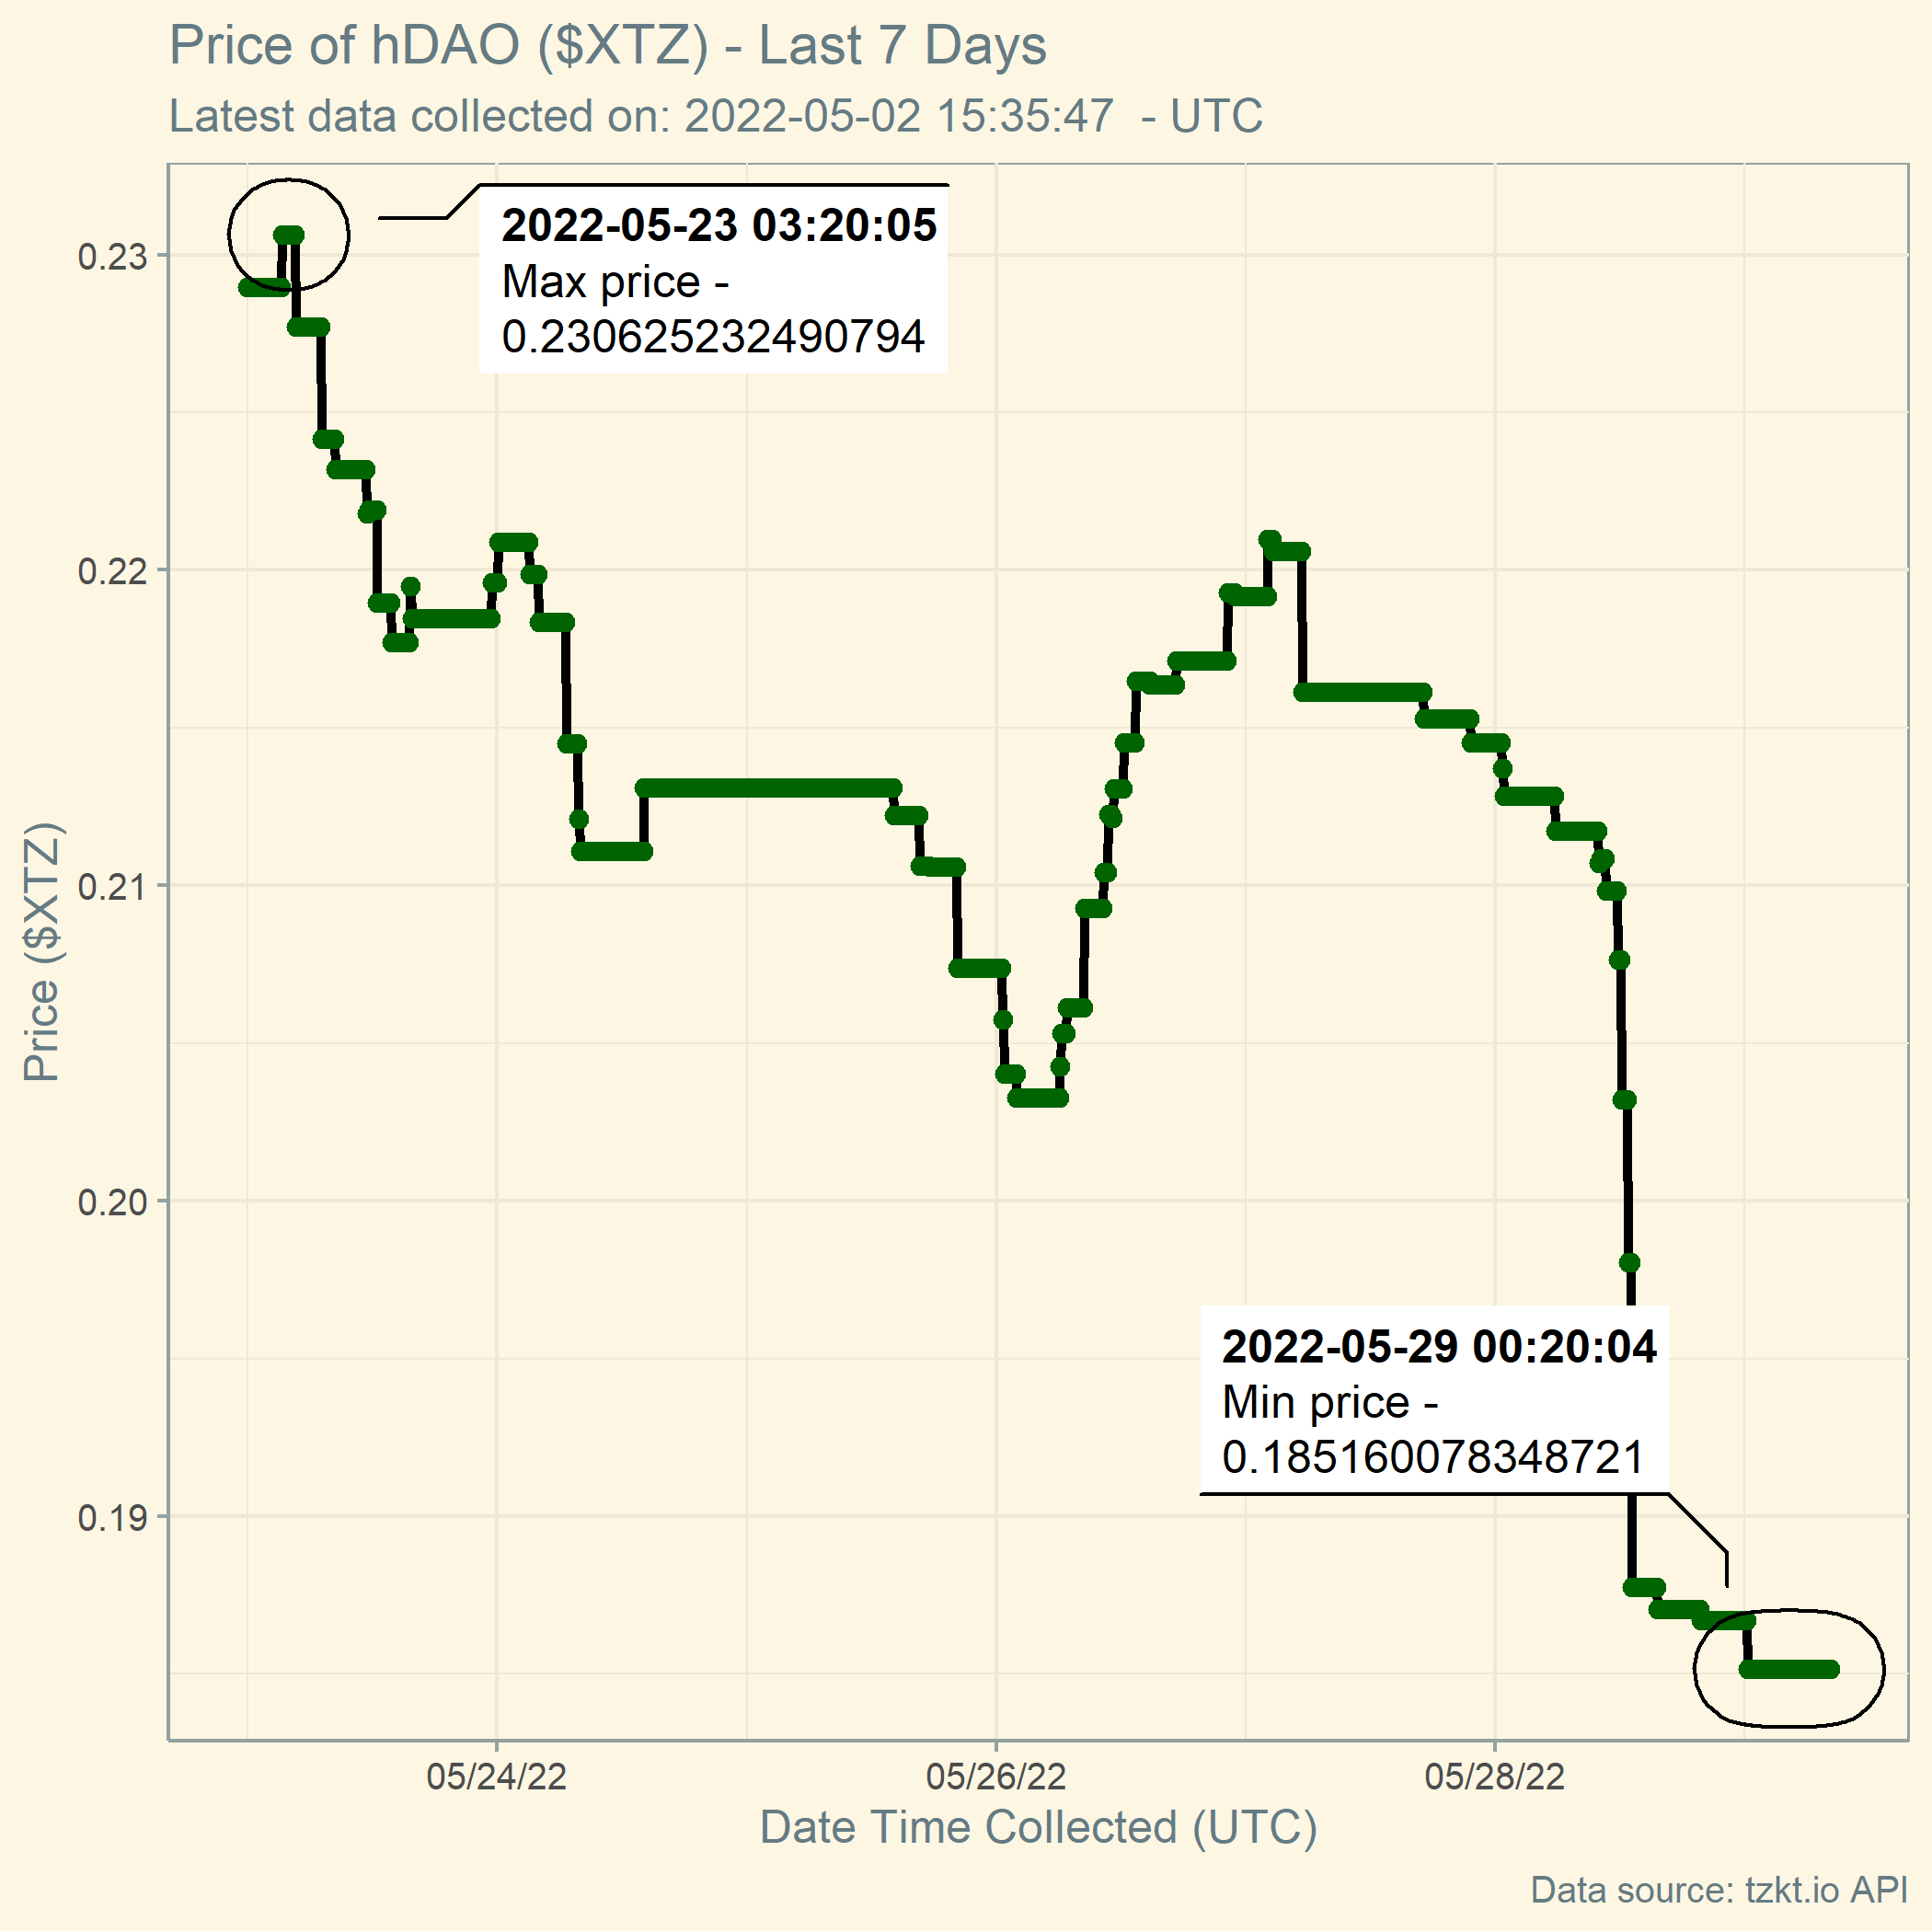 Price of hDAO ($XTZ) - Last 7 Days
Latest data collected on: 2022-05-02 15:35:47  - UTC
2022-05-23 03:20:05
Max price -
0.230625232490794
0.23
0.22
0.21
0.20
0.19
Price ($XTZ)
2022-05-29 00:20:04
Min price -
0.185160078348721
05/24/22
05/26/22
05/28/22
Date Time Collected (UTC)
Data source: tzkt.io API